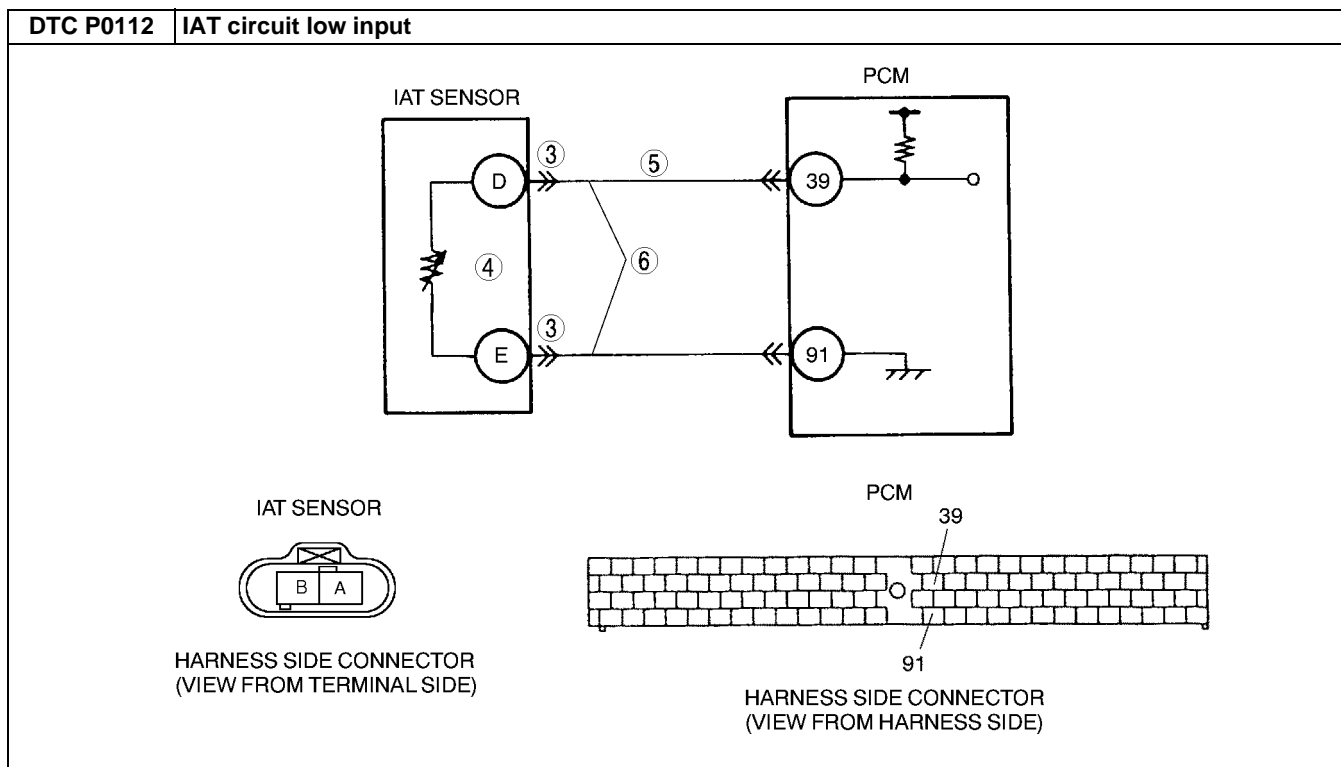 DTC P0112 IAT circuit low input
PCM
IAT SENSOR
③ ⑤
D 39
④ ⑥
③
E 91
IAT SENSOR
B A
HARNESS SIDE CONNECTOR
(VIEW FROM TERMINAL SIDE)
PCM
39
91
HARNESS SIDE CONNECTOR
(VIEW FROM HARNESS SIDE)